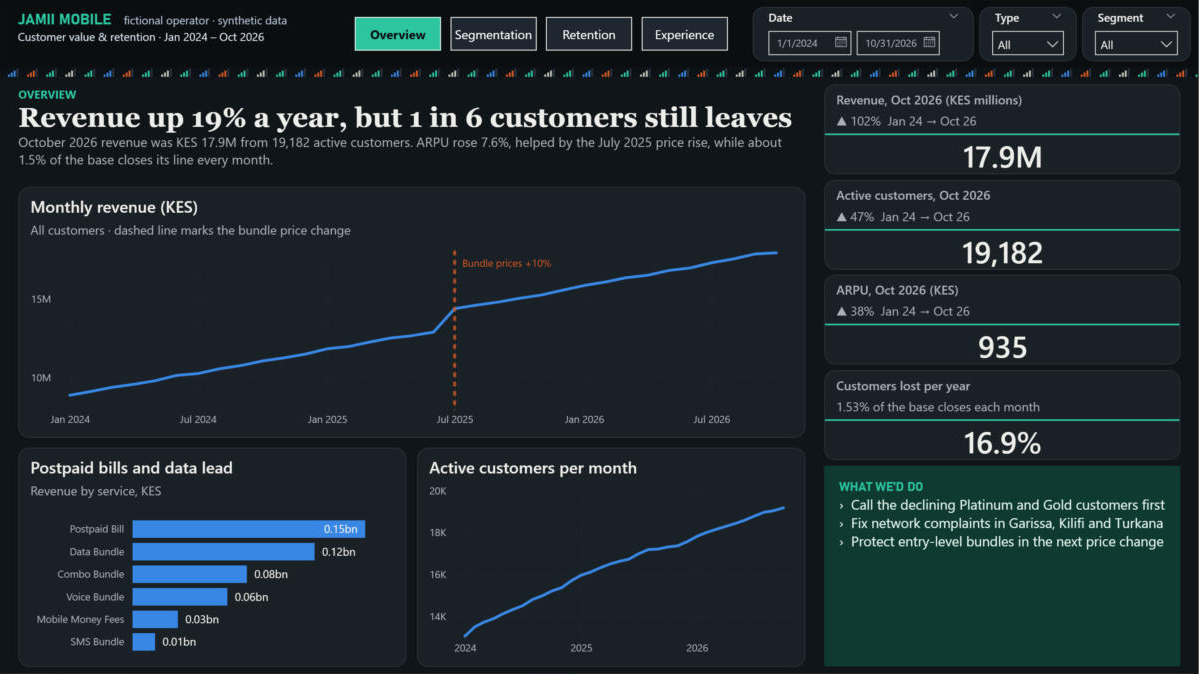 JAMII MOBILE fictional operator · synthetic data
Customer value & retention · Jan 2024 – Oct 2026
Overview
Segmentation
Retention
Experience
Date
1/1/2024
10/31/2026
Type
All
Segment
All
OVERVIEW
Revenue up 19% a year, but 1 in 6 customers still leaves
October 2026 revenue was KES 17.9M from 19,182 active customers. ARPU rose 7.6%, helped by the July 2025 price rise, while about
1.5% of the base closes its line every month.
Monthly revenue (KES)
All customers · dashed line marks the bundle price change
Bundle prices +10%
15M
10M
Jan 2024
Jul 2024
Jan 2025
Jul 2025
Jan 2026
Jul 2026
Postpaid bills and data lead
Revenue by service, KES
Postpaid Bill 0.15bn
Data Bundle 0.12bn
Combo Bundle 0.08bn
Voice Bundle 0.06bn
Mobile Money Fees 0.03bn
SMS Bundle 0.01bn
Active customers per month
20K
18K
16K
14K
2024
2025
2026
Revenue, Oct 2026 (KES millions)
▲ 102% Jan 24 → Oct 26
17.9M
Active customers, Oct 2026
▲ 47% Jan 24 → Oct 26
19,182
ARPU, Oct 2026 (KES)
▲ 38% Jan 24 → Oct 26
935
Customers lost per year
1.53% of the base closes each month
16.9%
WHAT WE'D DO
› Call the declining Platinum and Gold customers first
› Fix network complaints in Garissa, Kilifi and Turkana
› Protect entry-level bundles in the next price change